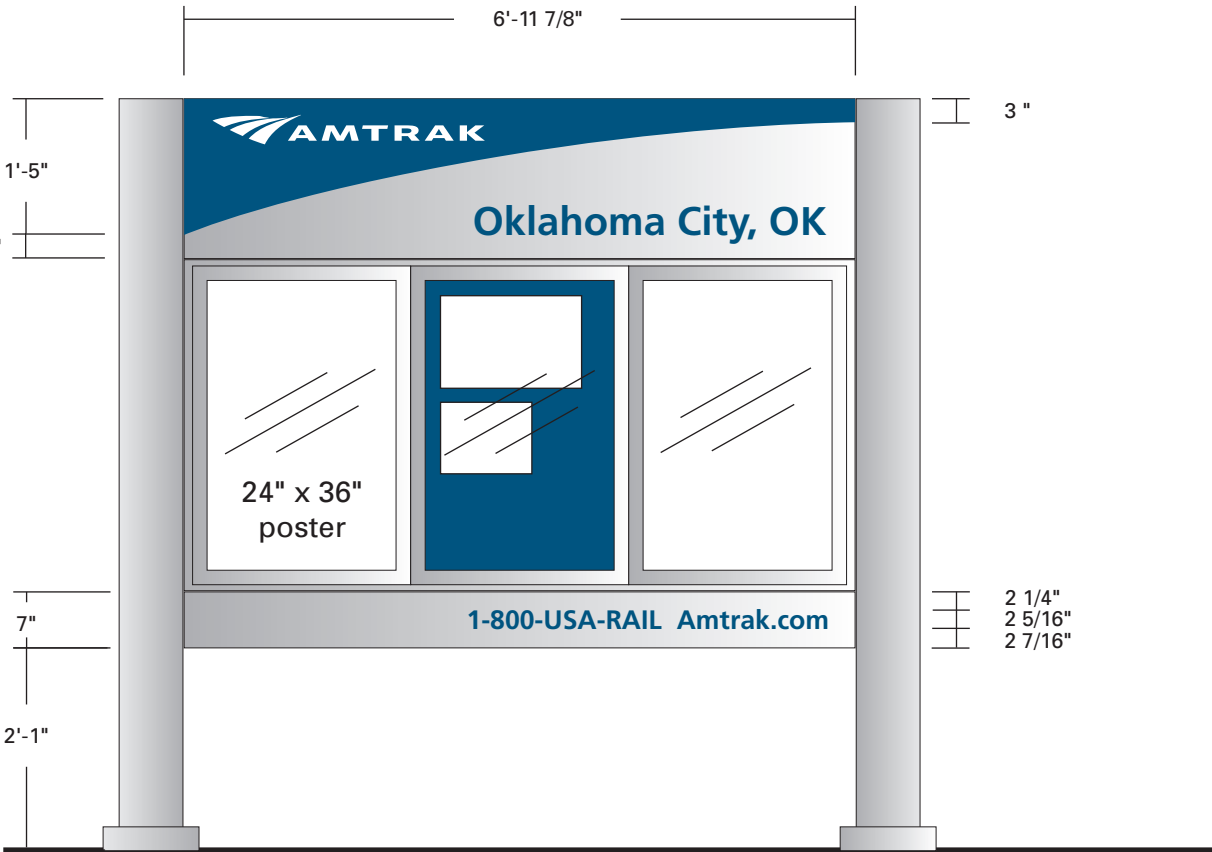 6'-11 7/8"
3 "
AMTRAK
1'-5"
Oklahoma City, OK
24" x 36"
poster
2 1/4"
7"
1-800-USA-RAIL Amtrak.com
2 5/16"
2 7/16"
2'-1"